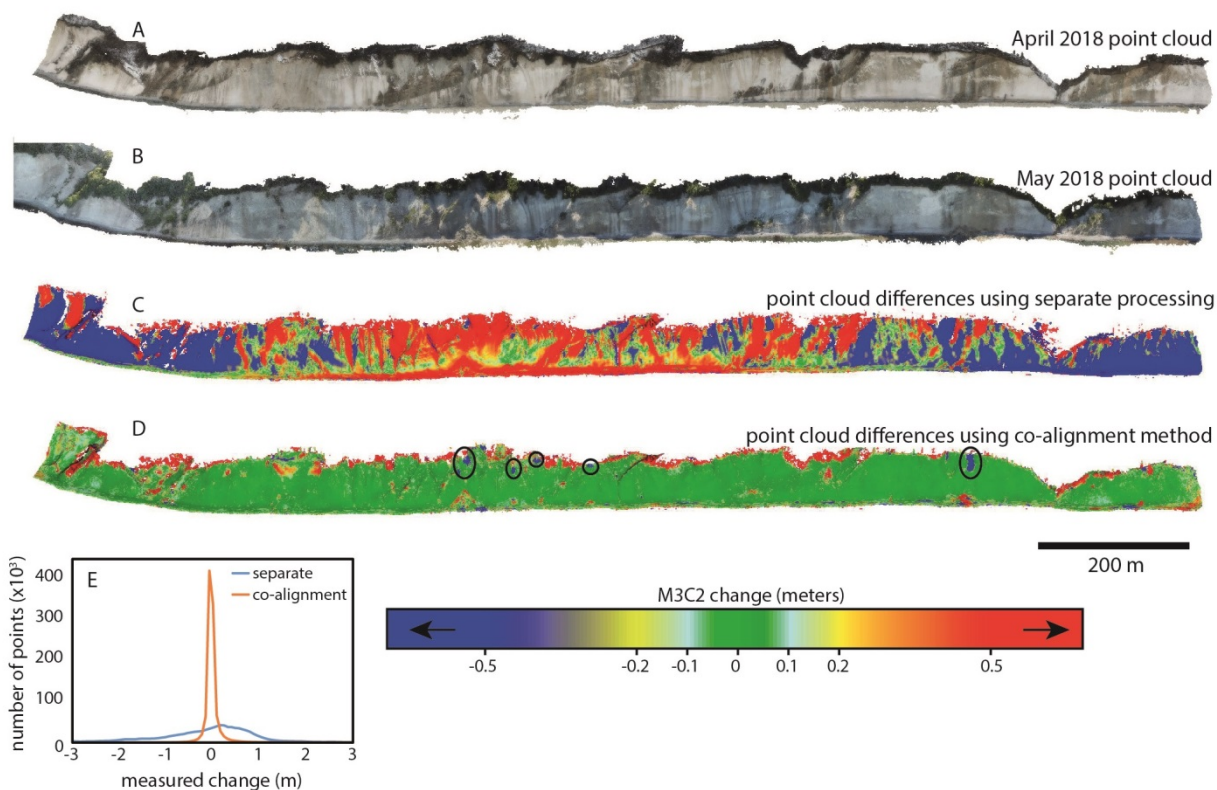 A
April 2018 point cloud
B
May 2018 point cloud
C
point cloud differences using separate processing
D
point cloud differences using co-alignment method
200 m
E
separate
co-alignment
number of points (x10³)
400
300
200
100
0
-3 -2 -1 0 1 2 3
measured change (m)
M3C2 change (meters)
-0.5 -0.2 -0.1 0 0.1 0.2 0.5